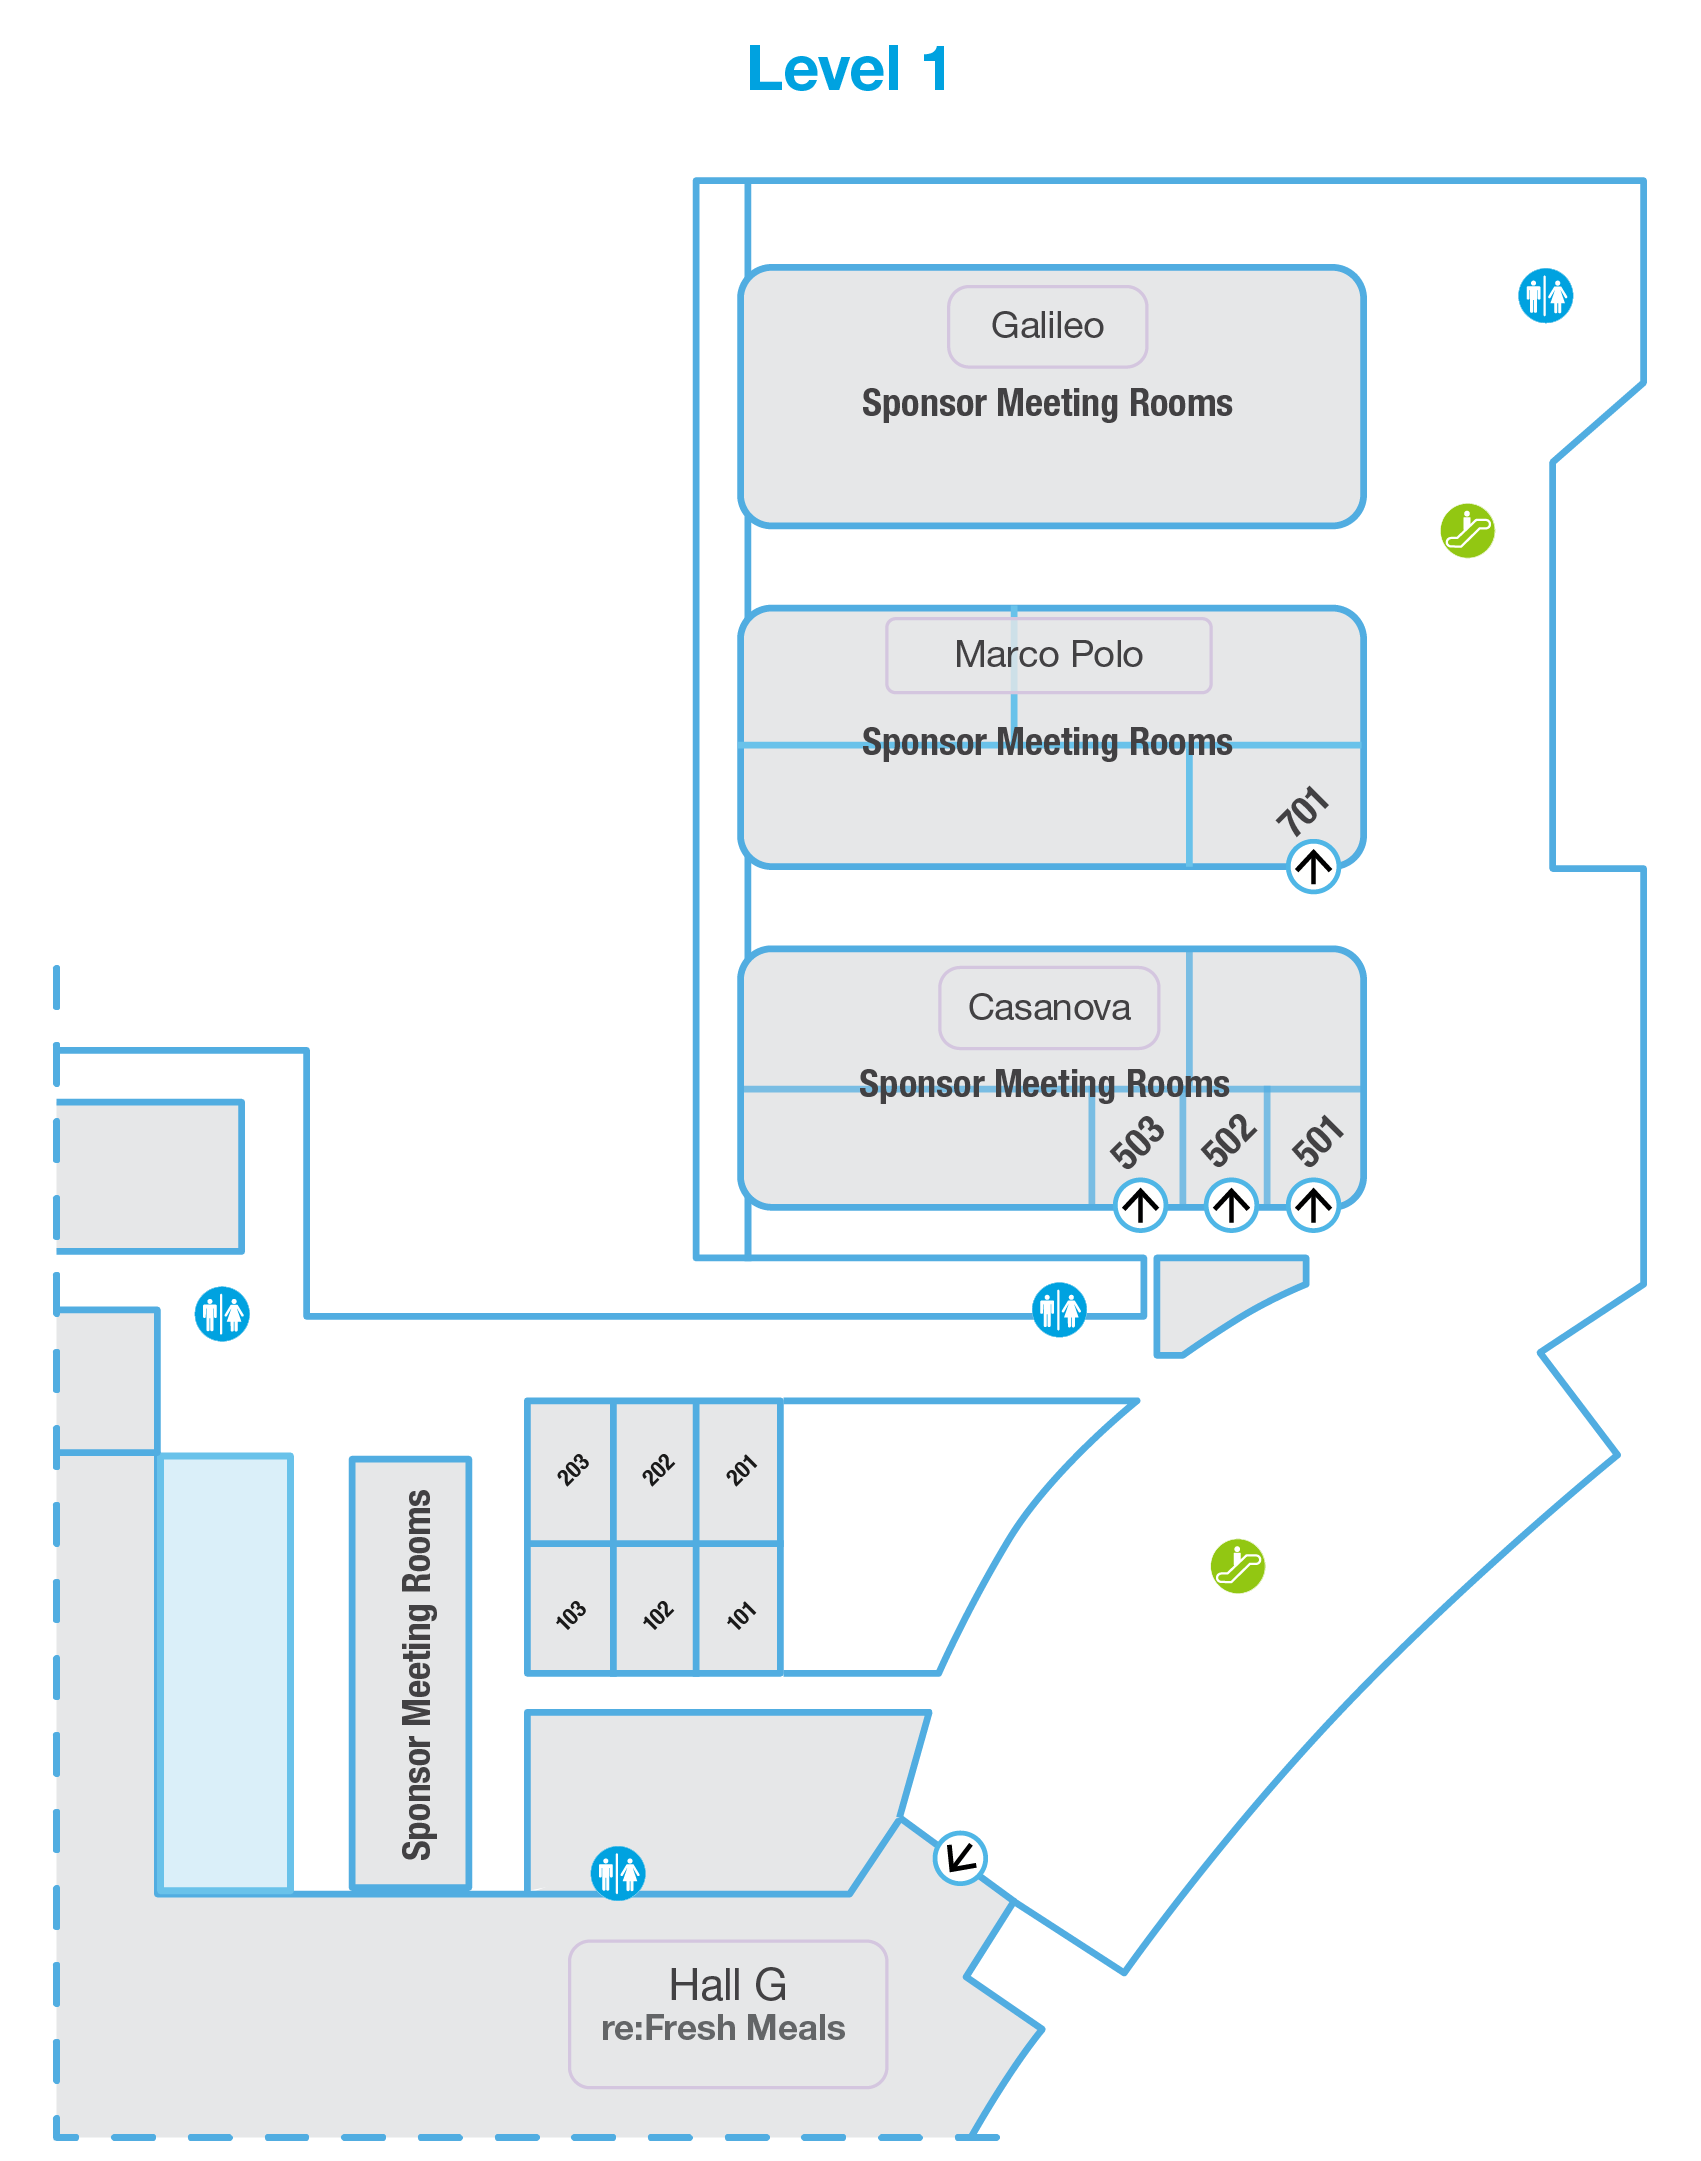 Level 1
Galileo
Sponsor Meeting Rooms
Marco Polo
Sponsor Meeting Rooms
701
Casanova
Sponsor Meeting Rooms
503
502
501
203
202
201
103
102
101
Sponsor Meeting Rooms
Hall G
re:Fresh Meals